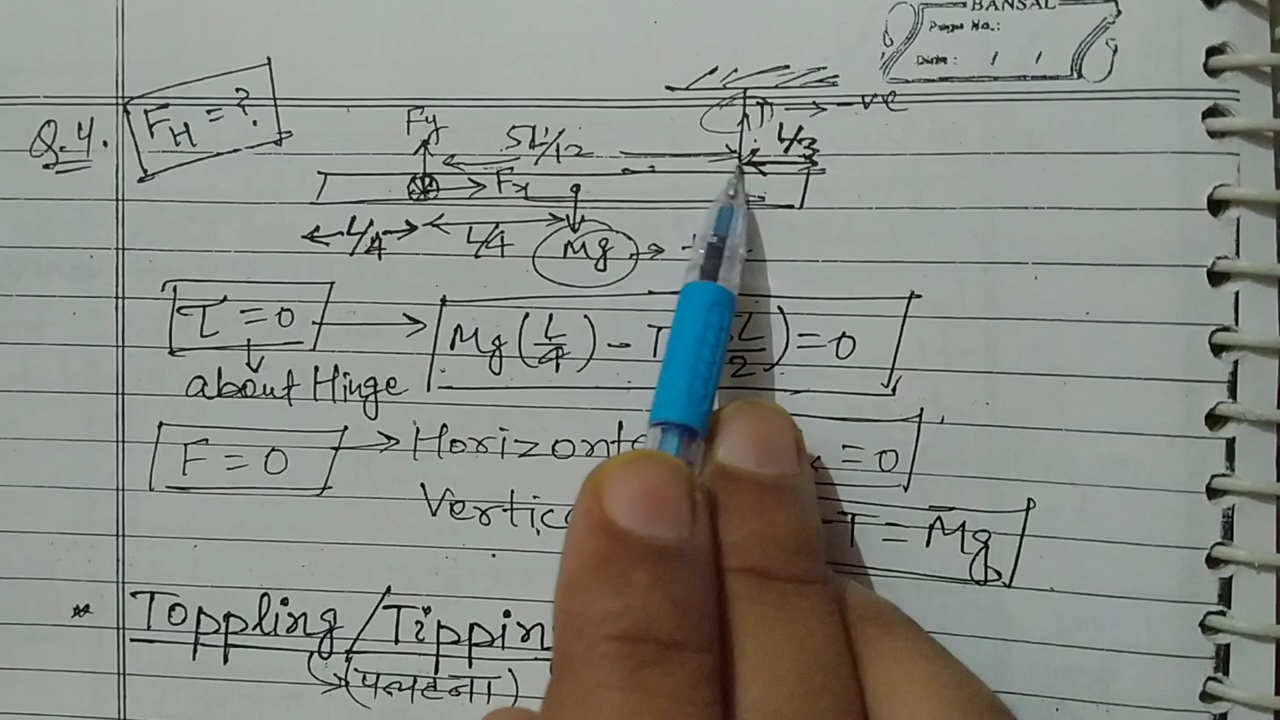 BANSAL
Page No.:
Date: / /
Q.4. F_H = ?
Fy 5L/12 T → -ve
L/3
Fx
L/4 L/4 Mg →
τ = 0 → Mg(L/4) - T L/2) = 0
about Hinge
F = 0 → Horizonta = 0
Vertic T = Mg
* Toppling/Tippin
(पलटना)